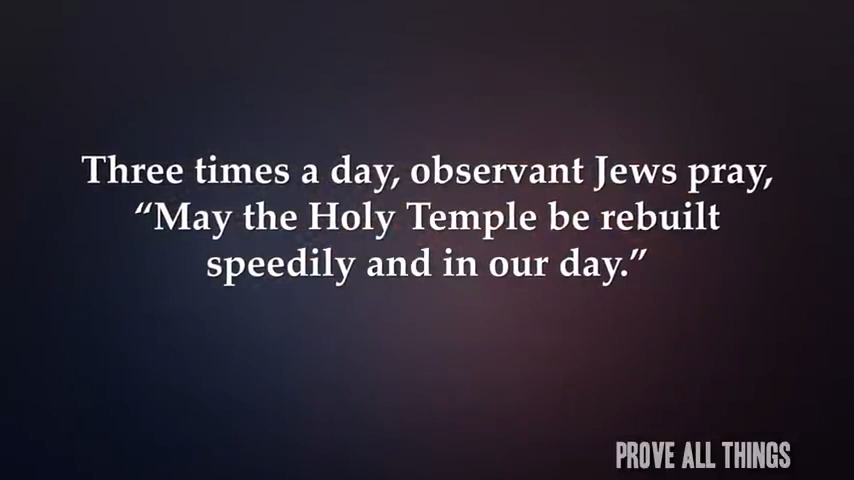 Three times a day, observant Jews pray,
“May the Holy Temple be rebuilt
speedily and in our day.”
PROVE ALL THINGS